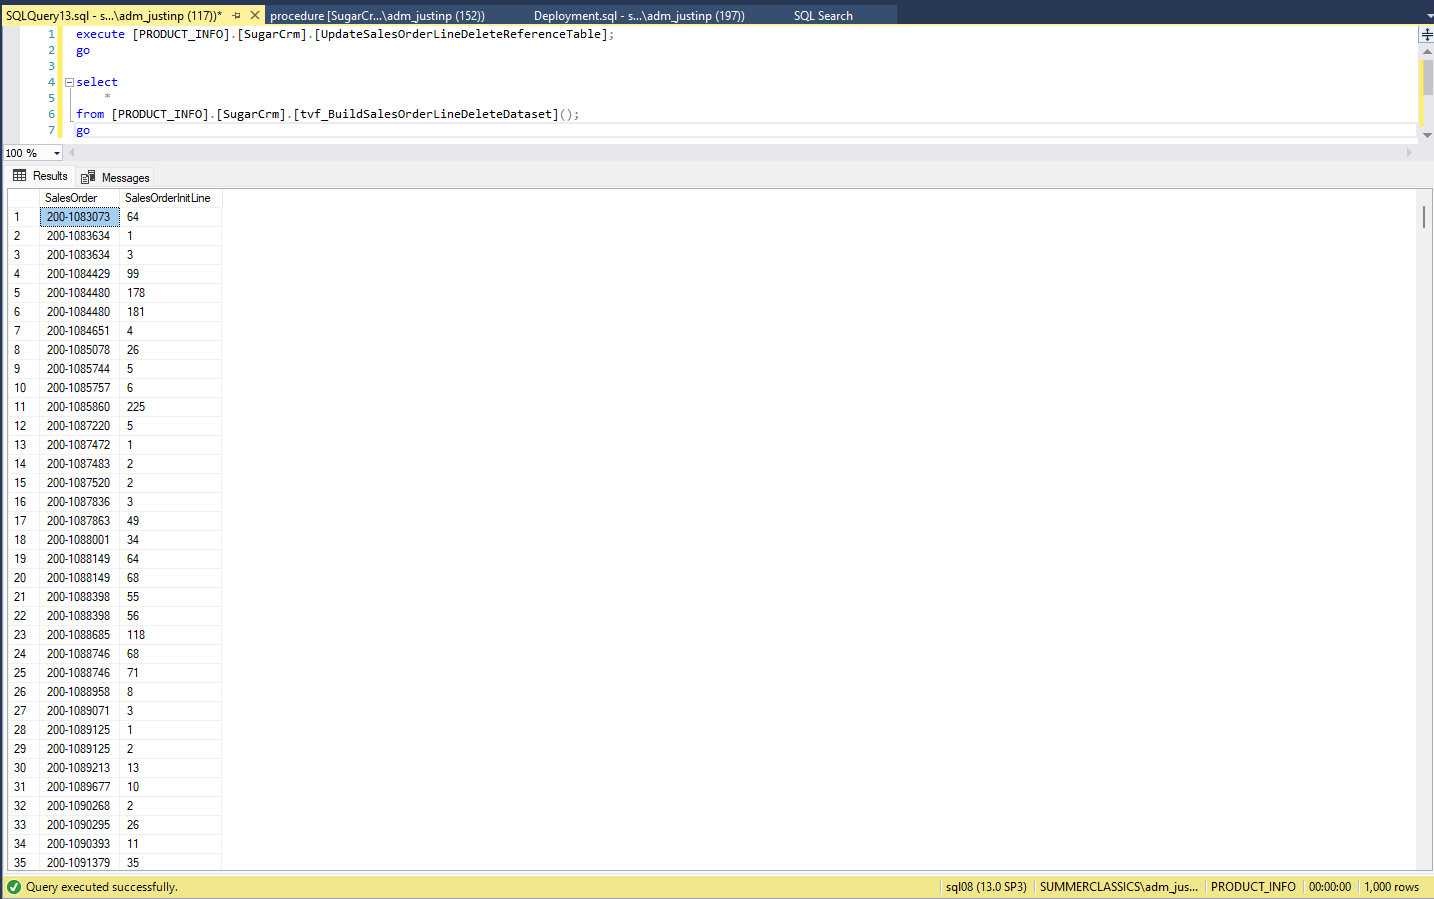 SQLQuery13.sql - s...\adm_justinp (117))* procedure [SugarCr...\adm_justinp (152)) Deployment.sql - s...\adm_justinp (197)) SQL Search
1 execute [PRODUCT_INFO].[SugarCrm].[UpdateSalesOrderLineDeleteReferenceTable];
2 go
3
4 select
5 *
6 from [PRODUCT_INFO].[SugarCrm].[tvf_BuildSalesOrderLineDeleteDataset]();
7 go
100 %
Results Messages
SalesOrder SalesOrderInitLine
1 200-1083073 64
2 200-1083634 1
3 200-1083634 3
4 200-1084429 99
5 200-1084480 178
6 200-1084480 181
7 200-1084651 4
8 200-1085078 26
9 200-1085744 5
10 200-1085757 6
11 200-1085860 225
12 200-1087220 5
13 200-1087472 1
14 200-1087483 2
15 200-1087520 2
16 200-1087836 3
17 200-1087863 49
18 200-1088001 34
19 200-1088149 64
20 200-1088149 68
21 200-1088398 55
22 200-1088398 56
23 200-1088685 118
24 200-1088746 68
25 200-1088746 71
26 200-1088958 8
27 200-1089071 3
28 200-1089125 1
29 200-1089125 2
30 200-1089213 13
31 200-1089677 10
32 200-1090268 2
33 200-1090295 26
34 200-1090393 11
35 200-1091379 35
Query executed successfully. sql08 (13.0 SP3) SUMMERCLASSICS\adm_jus... PRODUCT_INFO 00:00:00 1,000 rows